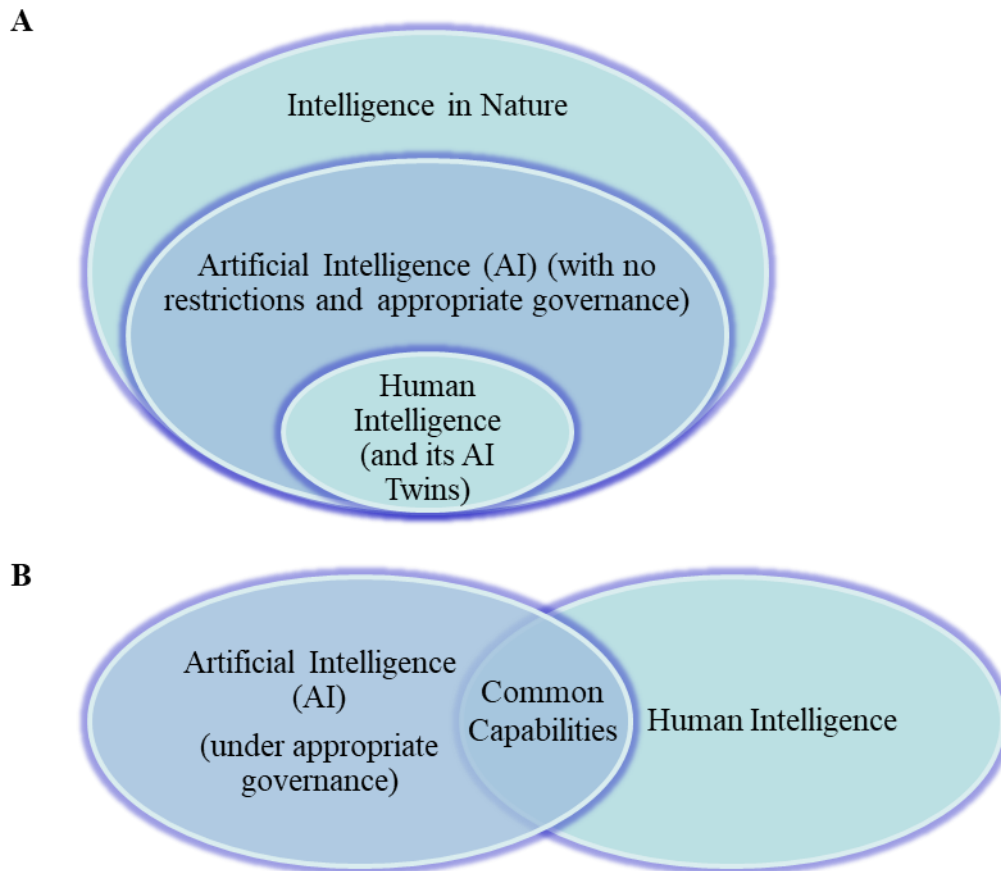 A
Intelligence in Nature
Artificial Intelligence (AI) (with no
restrictions and appropriate governance)
Human
Intelligence
(and its AI
Twins)
B
Artificial Intelligence
(AI)
(under appropriate
governance)
Common
Capabilities
Human Intelligence